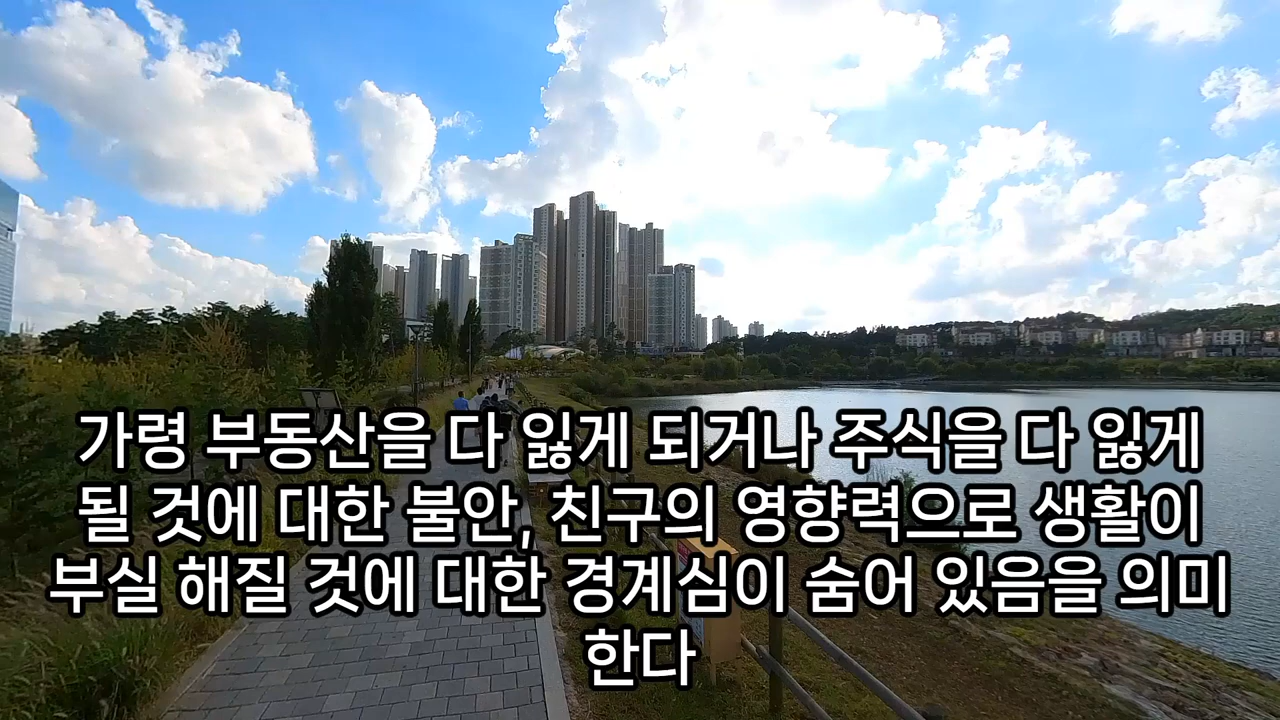 가령 부동산을 다 잃게 되거나 주식을 다 잃게
될 것에 대한 불안, 친구의 영향력으로 생활이
부실 해질 것에 대한 경계심이 숨어 있음을 의미
한다